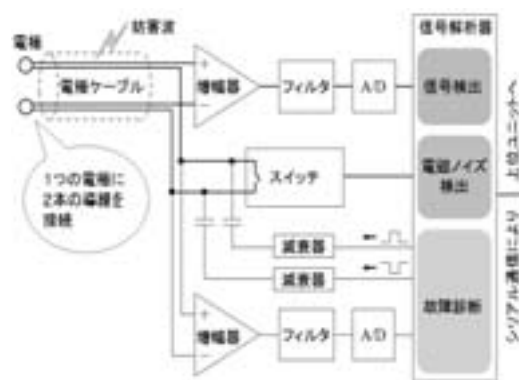 電極
妨害波
電極ケーブル
1つの電極に
2本の導線を
接続
+
−
増幅器
フィルタ
A/D
スイッチ
減衰器
減衰器
+
−
増幅器
フィルタ
A/D
信号解析器
信号検出
電磁ノイズ
検出
故障診断
シリアル通信により
上位ユニットへ